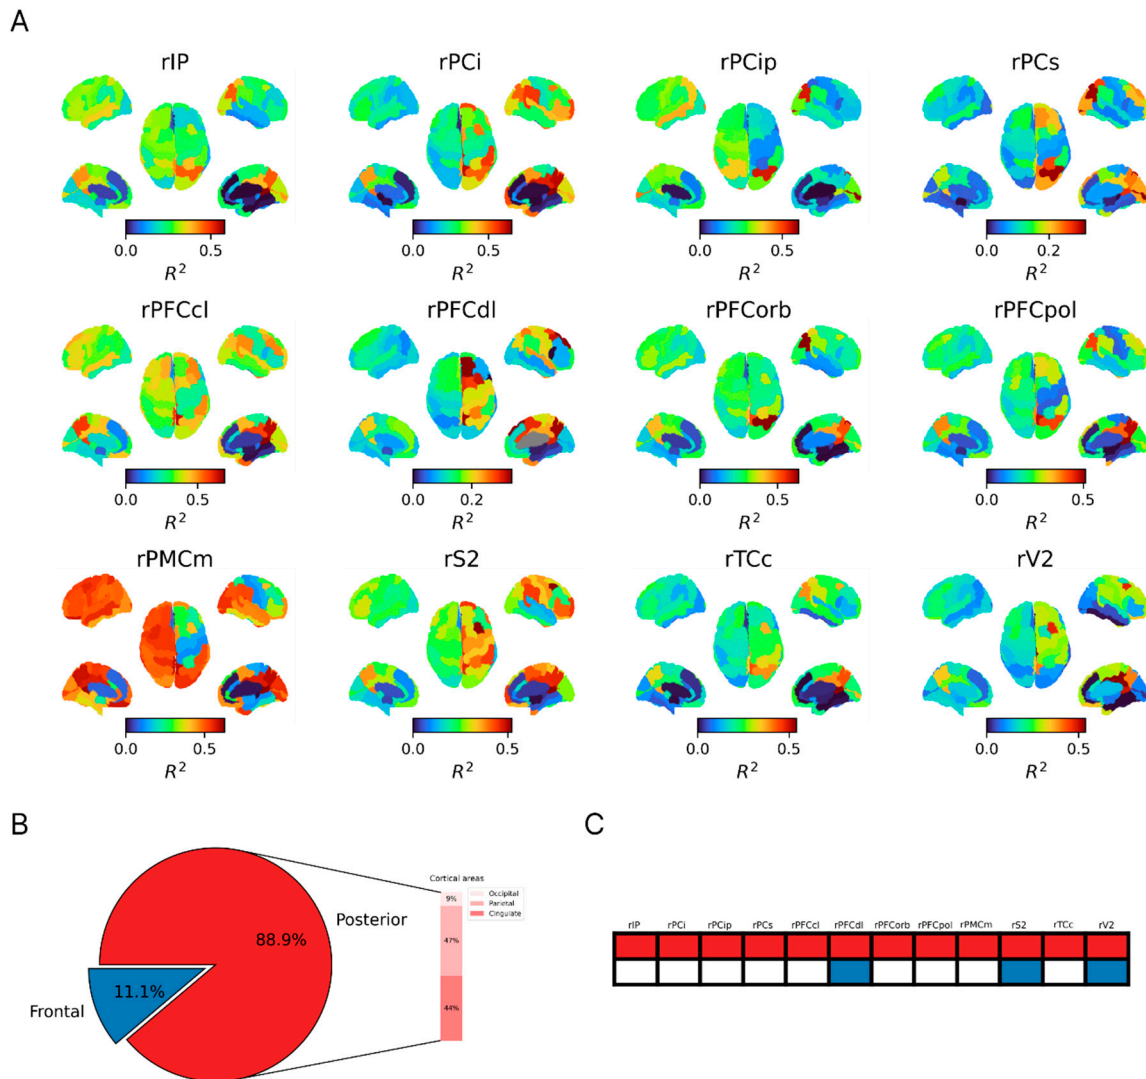 A
rIP rPCi rPCip rPCs
0.0 0.5 0.0 0.5 0.0 0.5 0.0 0.2
R² R² R² R²
rPFCcl rPFCdl rPFCorb rPFCpol
0.0 0.5 0.0 0.2 0.0 0.5 0.0 0.5
R² R² R² R²
rPMCm rS2 rTCc rV2
0.0 0.5 0.0 0.5 0.0 0.5 0.0 0.5
R² R² R² R²
B
Cortical areas
9% Occipital
Parietal
Cingulate
Posterior
88.9%
47%
11.1%
Frontal
44%
C
rIP rPCi rPCip rPCs rPFCcl rPFCdl rPFCorb rPFCpol rPMCm rS2 rTCc rV2